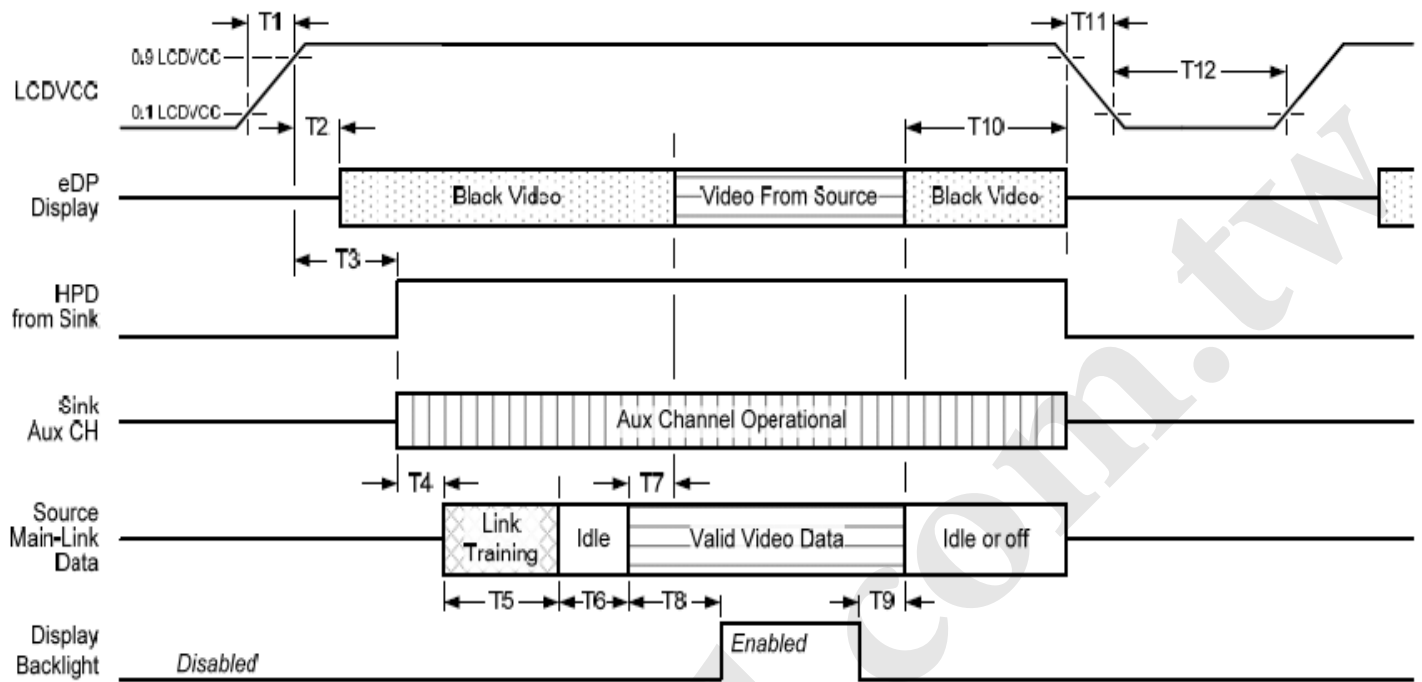 T1
T11
0.9 LCDVCC
LCDVCC
T12
0.1 LCDVCC
T2
T10
eDP
Display
Black Video
Video From Source
Black Video
T3
HPD
from Sink
Sink
Aux CH
Aux Channel Operational
T4
T7
Source
Main-Link
Data
Link
Training
Idle
Valid Video Data
Idle or off
T5
T6
T8
T9
Display
Backlight
Disabled
Enabled
com.tw